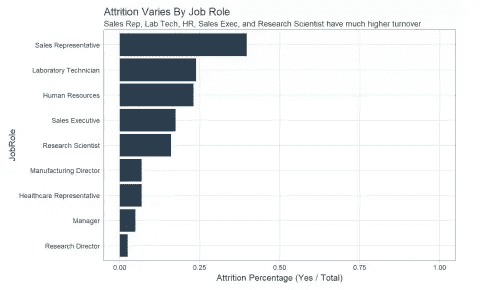 Attrition Varies By Job Role
Sales Rep, Lab Tech, HR, Sales Exec, and Research Scientist have much higher turnover
JobRole
Sales Representative
Laboratory Technician
Human Resources
Sales Executive
Research Scientist
Manufacturing Director
Healthcare Representative
Manager
Research Director
0.00 0.25 0.50 0.75 1.00
Attrition Percentage (Yes / Total)